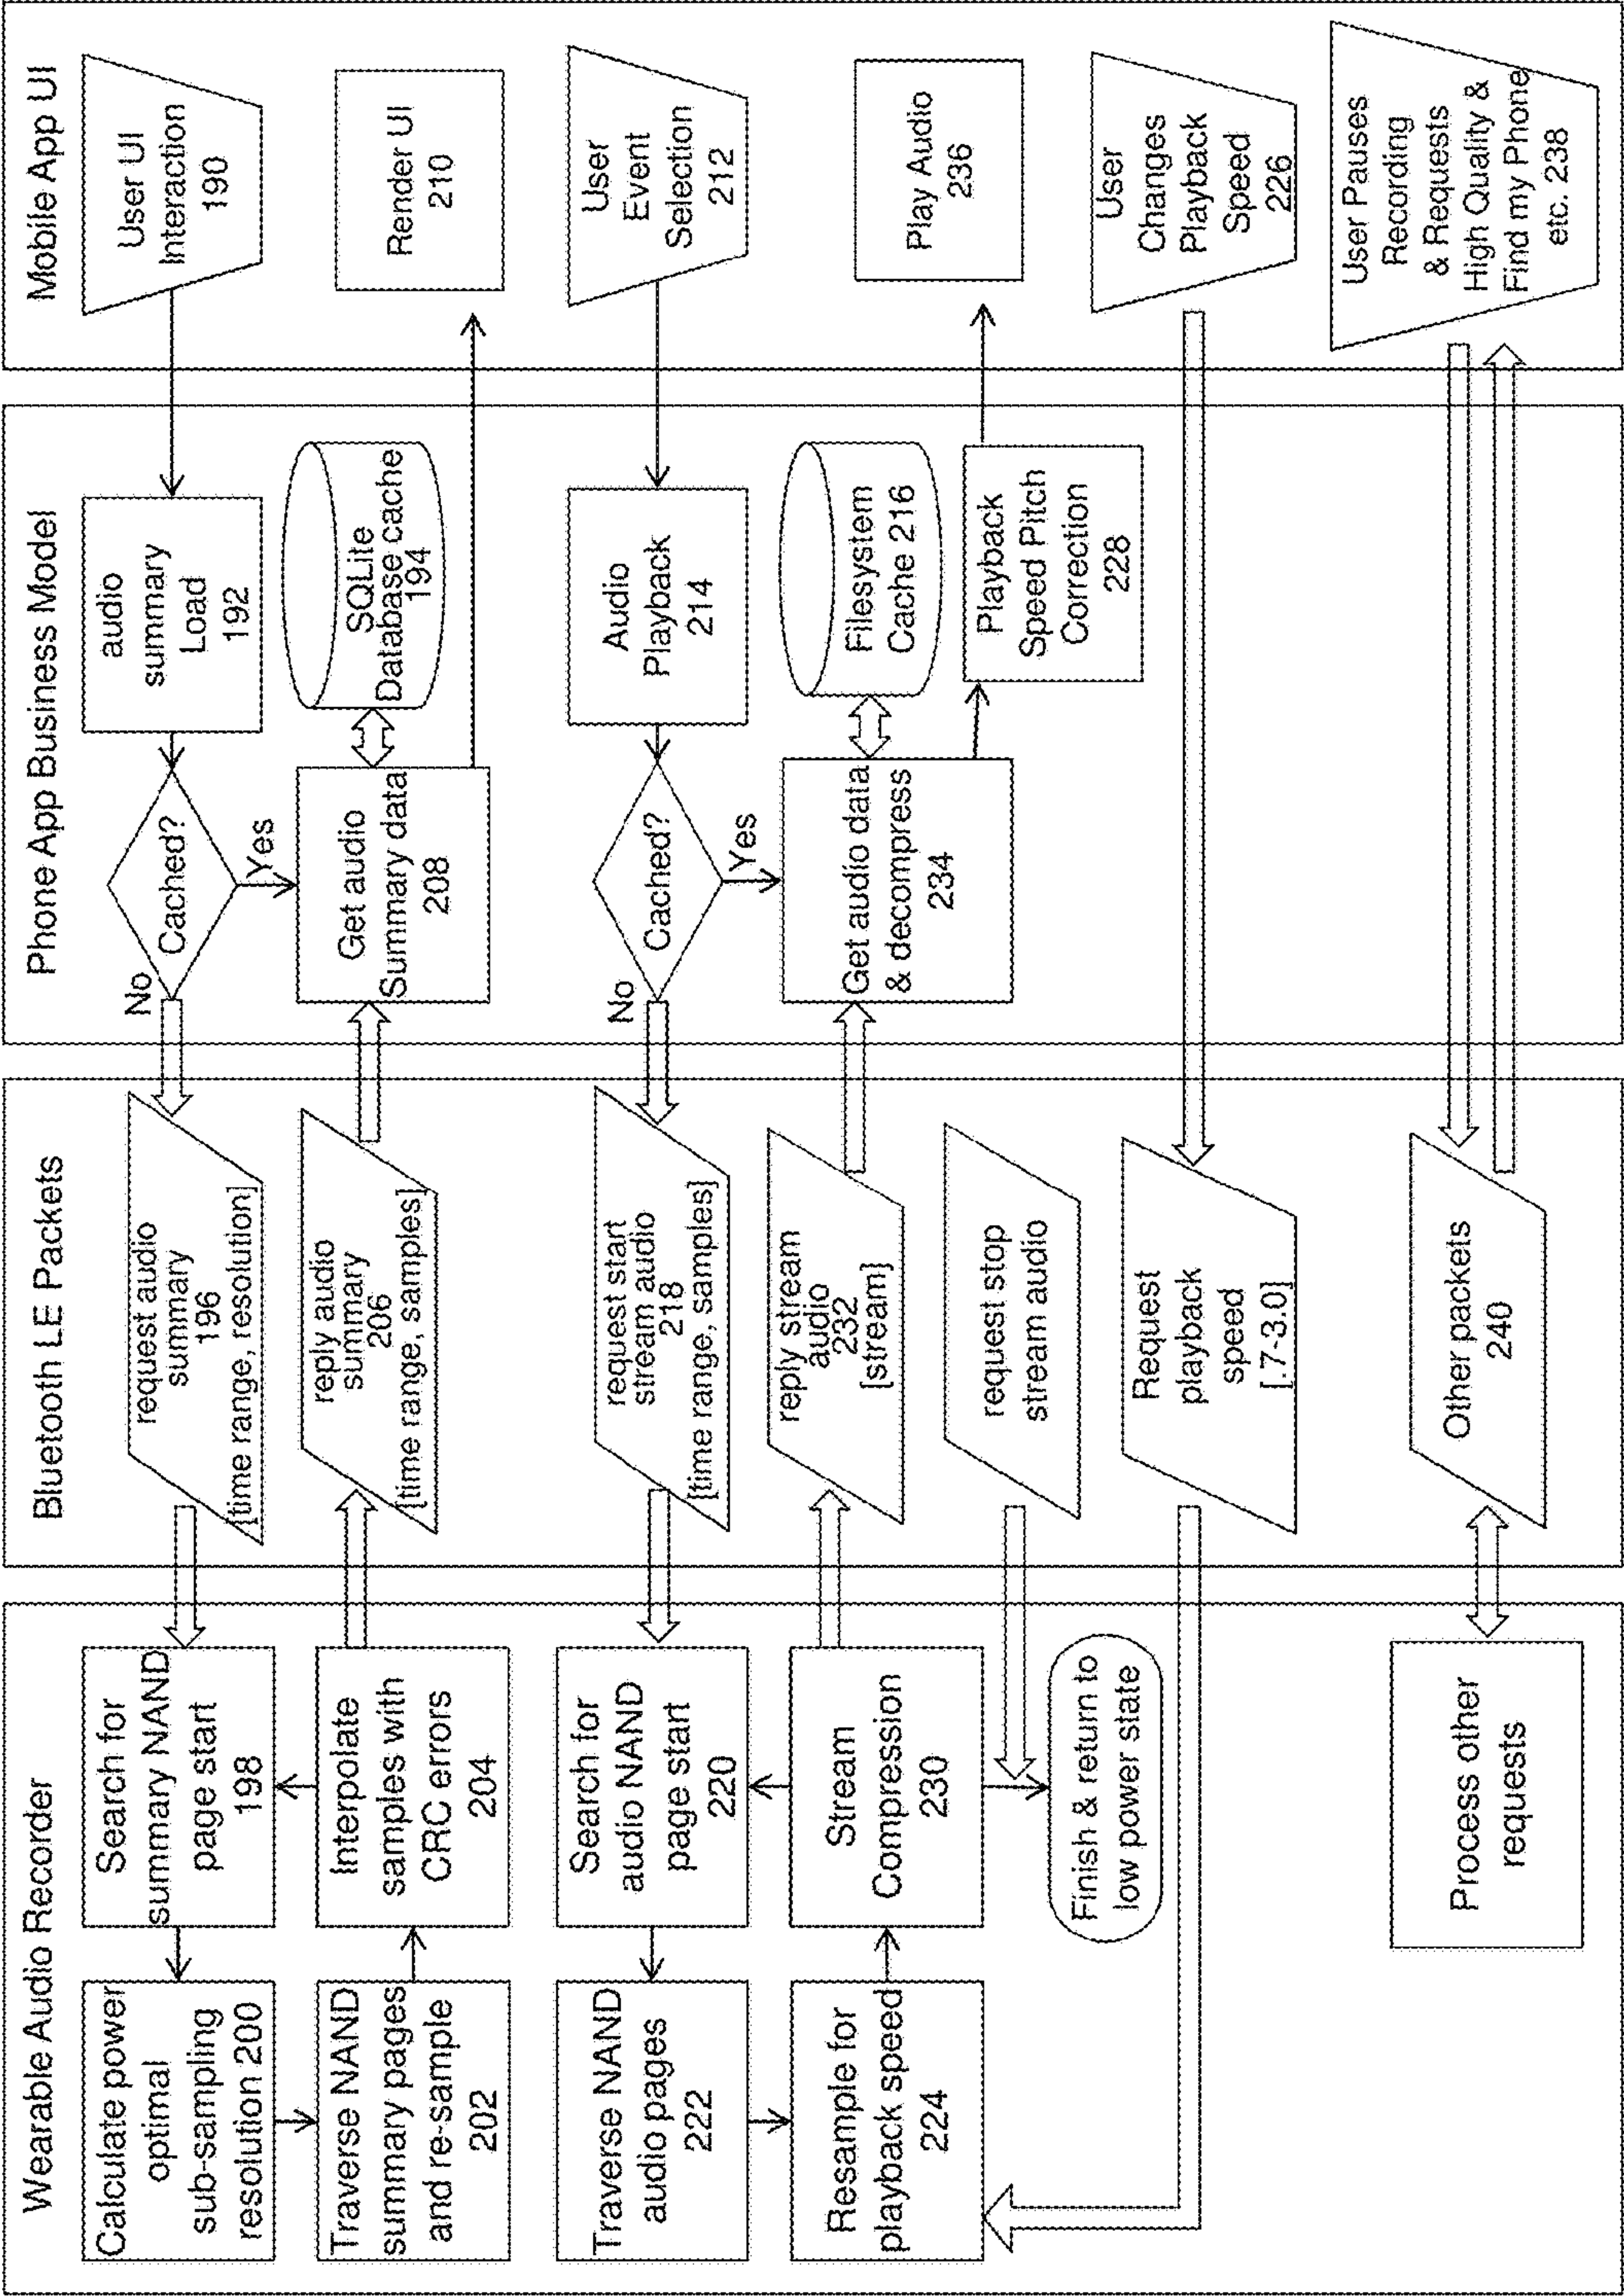 Wearable Audio Recorder
Calculate power
optimal
sub-sampling
resolution 200
Search for
summary NAND
page start
198
Traverse NAND
summary pages
and re-sample
202
Interpolate
samples with
CRC errors
204
Traverse NAND
audio pages
222
Search for
audio NAND
page start
220
Resample for
playback speed
224
Stream
Compression
230
Finish & return to
low power state
Process other
requests
Bluetooth LE Packets
request audio
summary
196
[time range, resolution]
reply audio
summary
206
[time range, samples]
request start
stream audio
218
[time range, samples]
reply stream
audio
232
[stream]
request stop
stream audio
Request
playback
speed
[.7-3.0]
Other packets
240
Phone App Business Model
No
Cached?
Yes
audio
summary
Load
192
Get audio
Summary data
208
SQLite
Database cache
194
No
Cached?
Yes
Audio
Playback
214
Get audio data
& decompress
234
Filesystem
Cache 216
Playback
Speed Pitch
Correction
228
Mobile App UI
User UI
Interaction
190
Render UI
210
User
Event
Selection
212
Play Audio
236
User
Changes
Playback
Speed
226
User Pauses
Recording
& Requests
High Quality &
Find my Phone
etc. 238